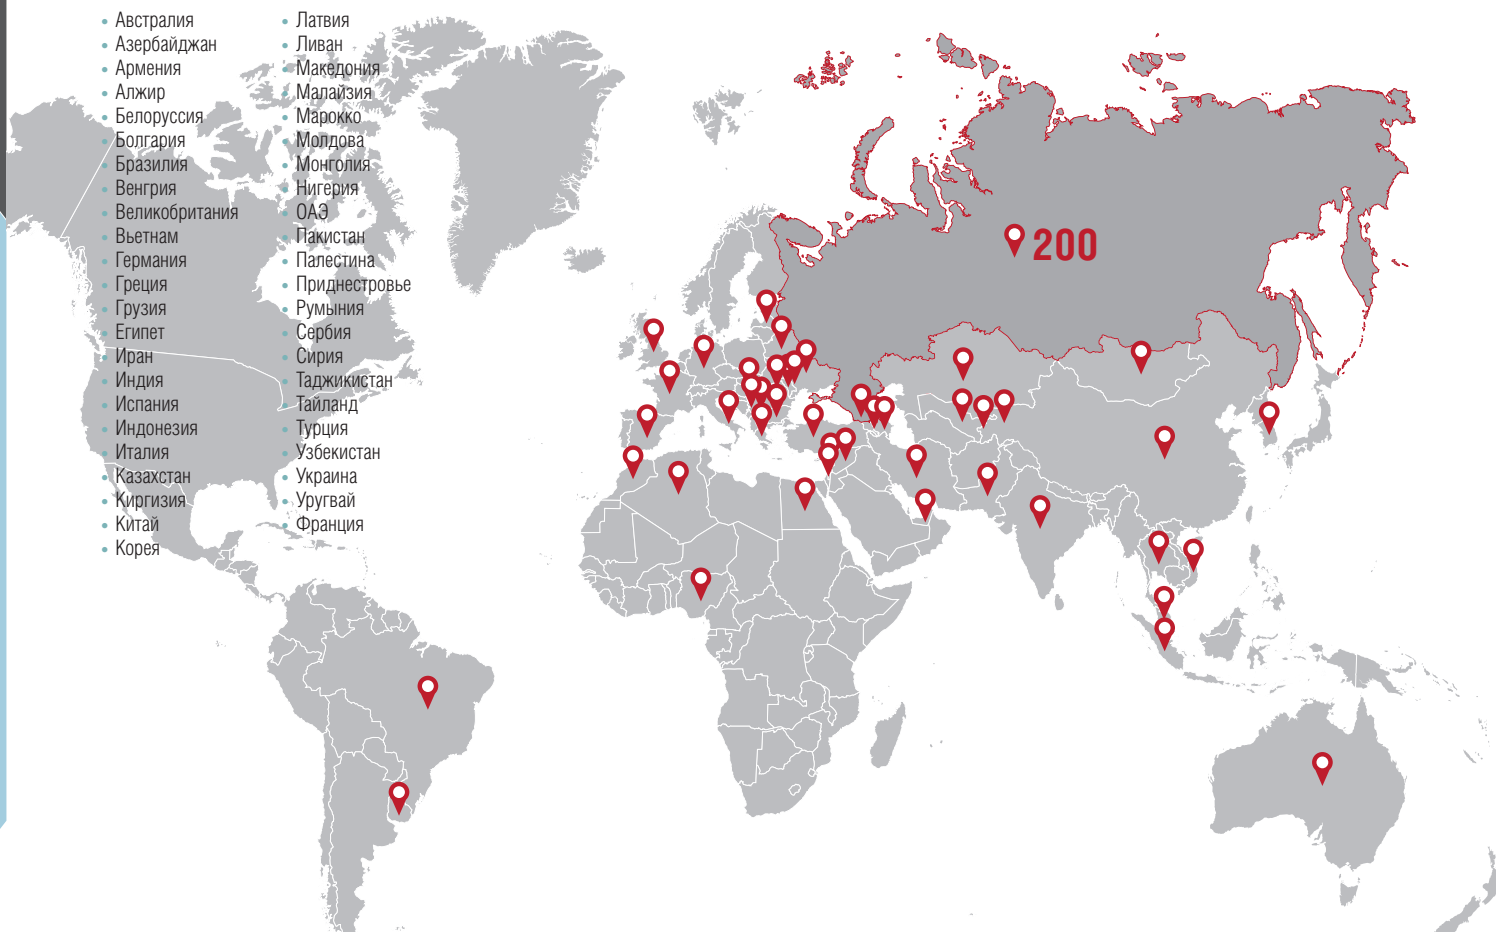 • Австралия
• Азербайджан
• Армения
• Алжир
• Белоруссия
• Болгария
• Бразилия
• Венгрия
• Великобритания
• Вьетнам
• Германия
• Греция
• Грузия
• Египет
• Иран
• Индия
• Испания
• Индонезия
• Италия
• Казахстан
• Киргизия
• Китай
• Корея
• Латвия
• Ливан
• Македония
• Малайзия
• Марокко
• Молдова
• Монголия
• Нигерия
• ОАЭ
• Пакистан
• Палестина
• Приднестровье
• Румыния
• Сербия
• Сирия
• Таджикистан
• Тайланд
• Турция
• Узбекистан
• Украина
• Уругвай
• Франция
200